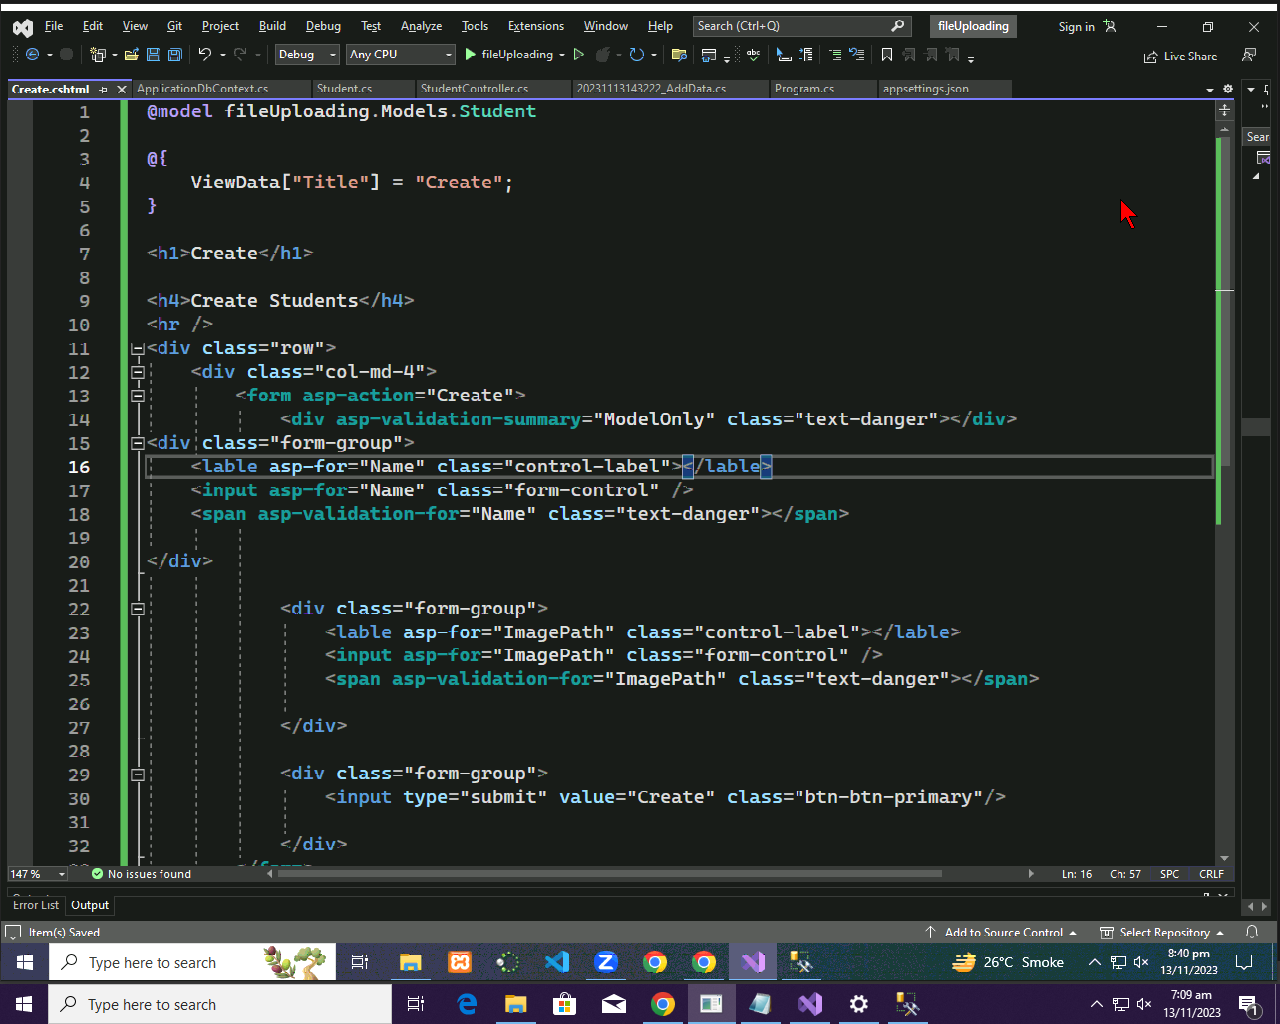 File Edit View Git Project Build Debug Test Analyze Tools Extensions Window Help Search (Ctrl+Q) fileUploading Sign in
Debug Any CPU fileUploading Live Share
Create.cshtml ApplicationDbContext.cs Student.cs StudentController.cs 20231113143222_AddData.cs Program.cs appsettings.json
1 @model fileUploading.Models.Student
2
3 @{
4 ViewData["Title"] = "Create";
5 }
6
7 <h1>Create</h1>
8
9 <h4>Create Students</h4>
10 <hr />
11 <div class="row">
12 <div class="col-md-4">
13 <form asp-action="Create">
14 <div asp-validation-summary="ModelOnly" class="text-danger"></div>
15 <div class="form-group">
16 <lable asp-for="Name" class="control-label"></lable>
17 <input asp-for="Name" class="form-control" />
18 <span asp-validation-for="Name" class="text-danger"></span>
19
20 </div>
21
22 <div class="form-group">
23 <lable asp-for="ImagePath" class="control-label"></lable>
24 <input asp-for="ImagePath" class="form-control" />
25 <span asp-validation-for="ImagePath" class="text-danger"></span>
26
27 </div>
28
29 <div class="form-group">
30 <input type="submit" value="Create" class="btn-btn-primary"/>
31
32 </div>
Sear
147 % No issues found Ln: 16 Ch: 57 SPC CRLF
Error List Output
Item(s) Saved Add to Source Control Select Repository
Type here to search 26°C Smoke 8:40 pm
13/11/2023
Type here to search 7:09 am
13/11/2023
1